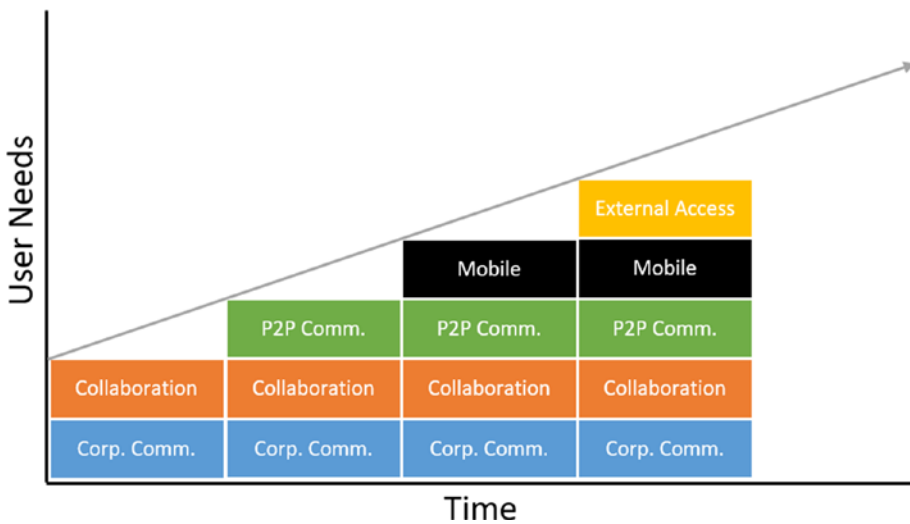 User Needs
External Access
Mobile
Mobile
P2P Comm.
P2P Comm.
P2P Comm.
Collaboration
Collaboration
Collaboration
Collaboration
Corp. Comm.
Corp. Comm.
Corp. Comm.
Corp. Comm.
Time